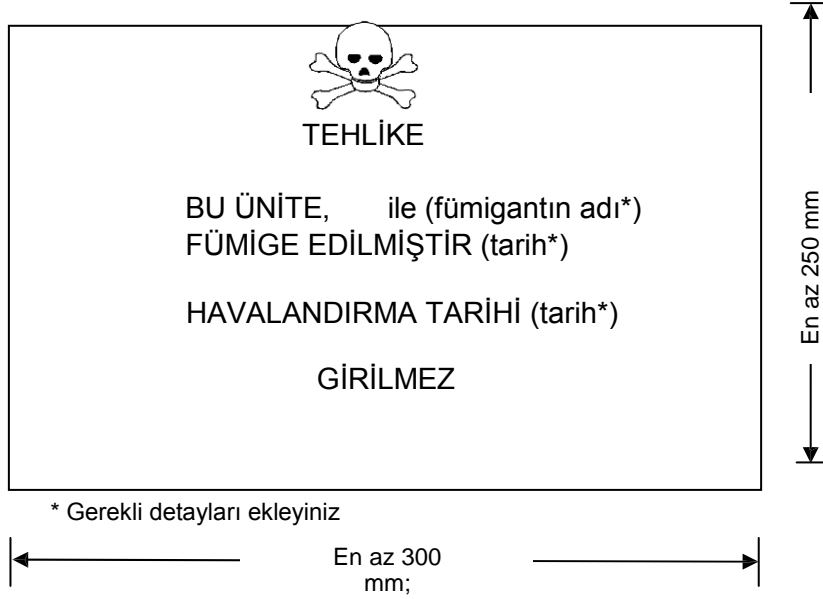 TEHLİKE
BU ÜNİTE, ile (fümigantın adı*)
FÜMİGE EDİLMİŞTİR (tarih*)
HAVALANDIRMA TARİHİ (tarih*)
GİRİLMEZ
En az 250 mm
* Gerekli detayları ekleyiniz
En az 300
mm;